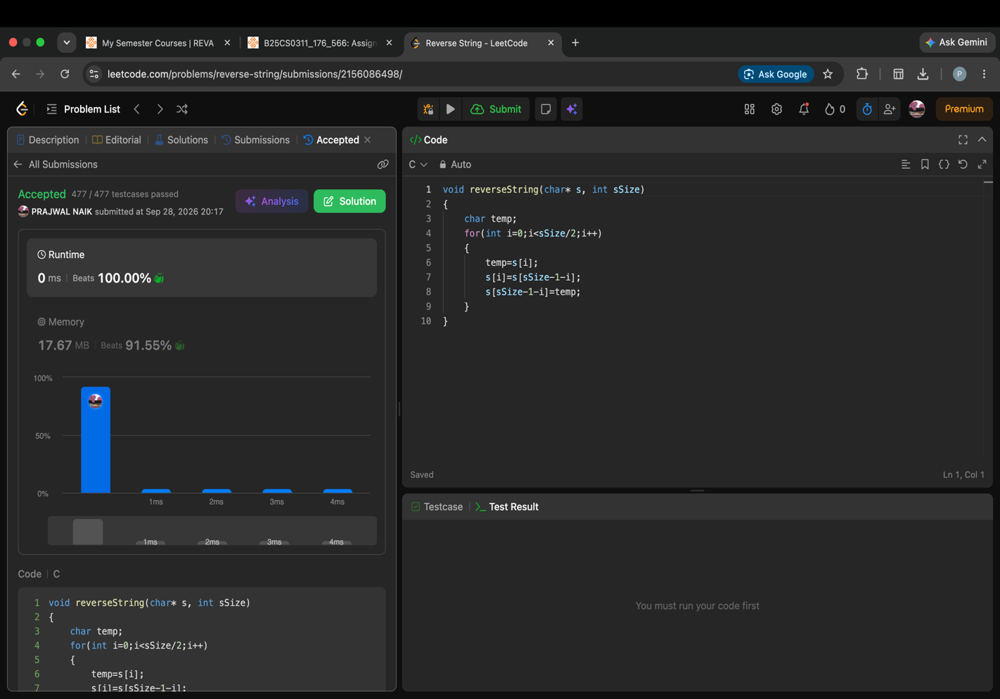 My Semester Courses | REVA
B25CS0311_176_566: Assign
Reverse String - LeetCode
Ask Gemini
leetcode.com/problems/reverse-string/submissions/2156086498/
Ask Google
P
Problem List
Submit
0
Premium
Description
Editorial
Solutions
Submissions
Accepted
All Submissions
Accepted 477 / 477 testcases passed
PRAJWAL NAIK submitted at Sep 28, 2026 20:17
Analysis
Solution
Runtime
0 ms | Beats 100.00%
Memory
17.67 MB | Beats 91.55%
100%
50%
0%
1ms 2ms 3ms 4ms
1ms 2ms 3ms 4ms
Code | C
1 void reverseString(char* s, int sSize)
2 {
3 char temp;
4 for(int i=0;i<sSize/2;i++)
5 {
6 temp=s[i];
7 s[i]=s[sSize-1-i];
</> Code
C
Auto
1 void reverseString(char* s, int sSize)
2 {
3 char temp;
4 for(int i=0;i<sSize/2;i++)
5 {
6 temp=s[i];
7 s[i]=s[sSize-1-i];
8 s[sSize-1-i]=temp;
9 }
10 }
Saved
Ln 1, Col 1
Testcase
Test Result
You must run your code first